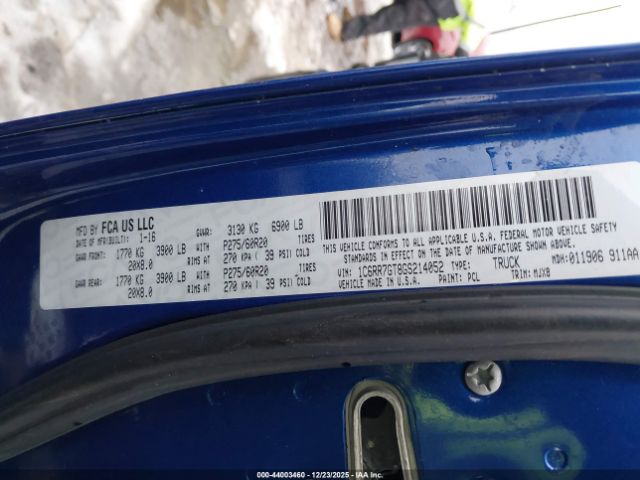 MFD BY FCA US LLC
MFR(BUILT): 1-16 GVWR: 3130 KG 6900 LB
GAWR FRONT: 1770 KG 3900 LB WITH P275/60R20 TIRES
20X8.0 RIMS AT 270 KPA ( 39 PSI) COLD
GAWR REAR: 1770 KG 3900 LB WITH P275/60R20 TIRES
20X8.0 RIMS AT 270 KPA ( 39 PSI) COLD
THIS VEHICLE CONFORMS TO ALL APPLICABLE U.S.A. FEDERAL MOTOR VEHICLE
SAFETY STANDARDS IN EFFECT ON THE DATE OF MANUFACTURE SHOWN ABOVE.
VIN: 1C6RR7GT8GS214052 TYPE: TRUCK MDH: 011906 911AA
VEHICLE MADE IN U.S.A. PAINT: PCL TRIM: MJX8
000-44003460 - 12/23/2025 - IAAI.COM